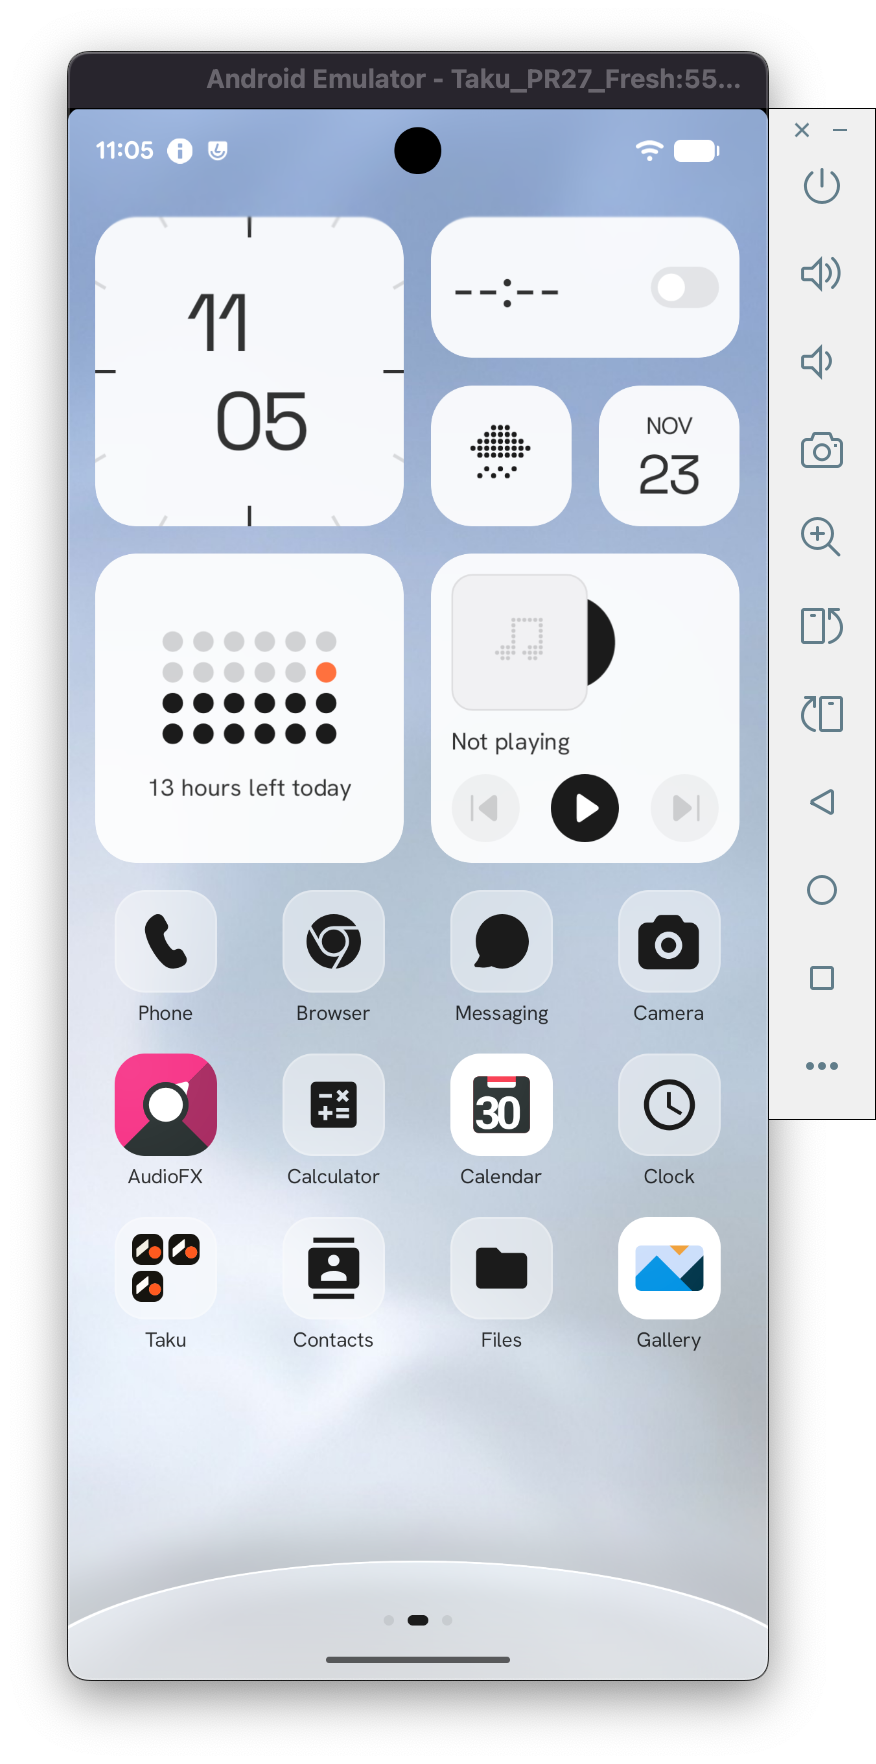 Android Emulator - Taku_PR27_Fresh:55...
11:05
11
05
--:--
NOV
23
13 hours left today
Not playing
Phone
Browser
Messaging
Camera
30
AudioFX
Calculator
Calendar
Clock
Taku
Contacts
Files
Gallery